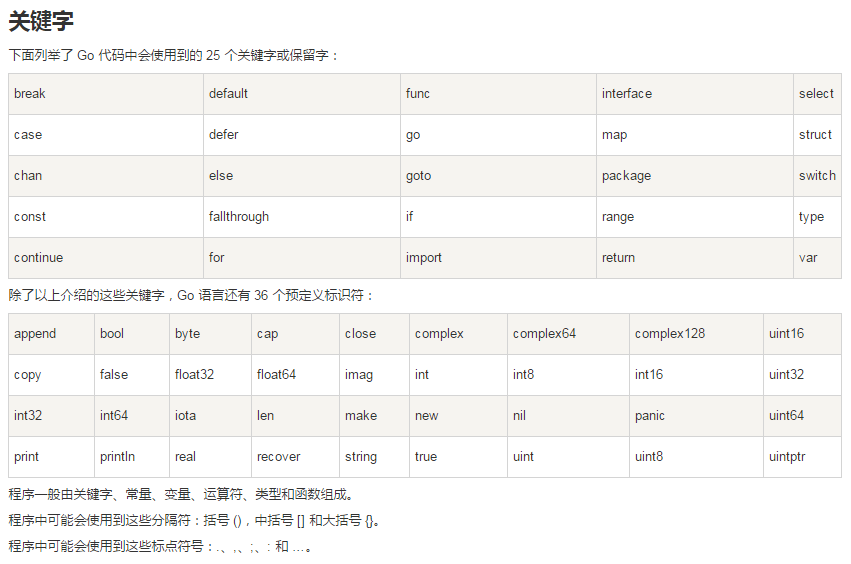 关键字
下面列举了 Go 代码中会使用到的 25 个关键字或保留字：
break default func interface select
case defer go map struct
chan else goto package switch
const fallthrough if range type
continue for import return var
除了以上介绍的这些关键字，Go 语言还有 36 个预定义标识符：
append bool byte cap close complex complex64 complex128 uint16
copy false float32 float64 imag int int8 int16 uint32
int32 int64 iota len make new nil panic uint64
print println real recover string true uint uint8 uintptr
程序一般由关键字、常量、变量、运算符、类型和函数组成。
程序中可能会使用到这些分隔符：括号 ()，中括号 [] 和大括号 {}。
程序中可能会使用到这些标点符号：.、,、;、: 和 …。